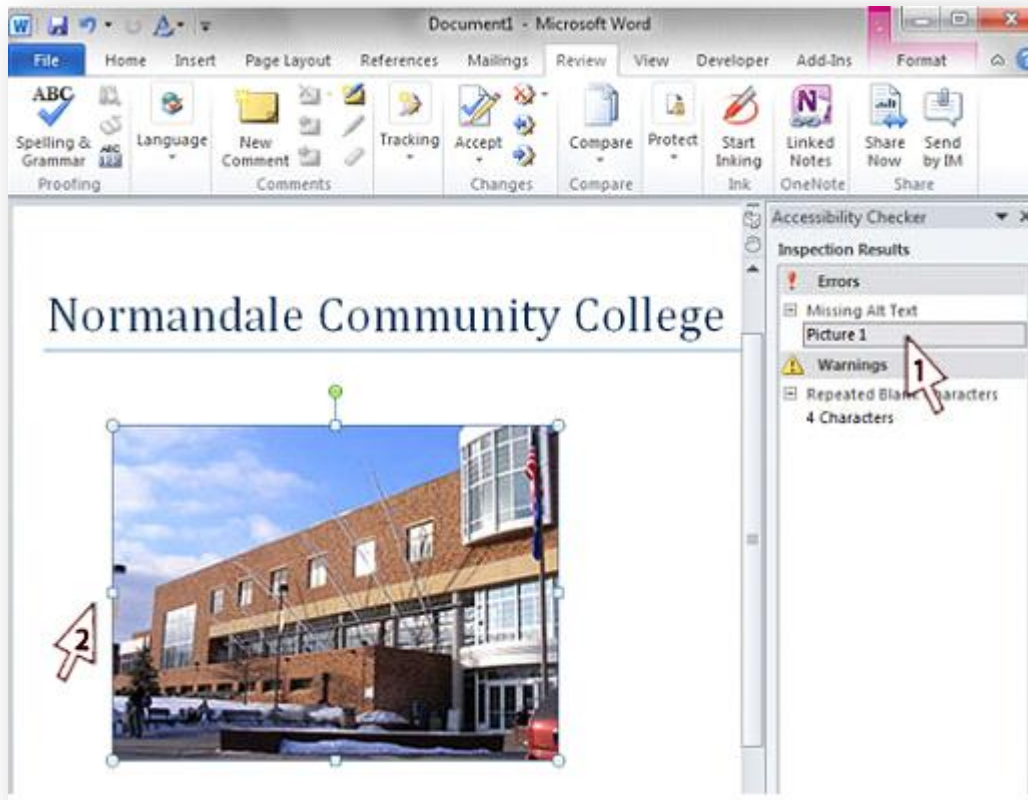 W
Document1 - Microsoft Word
File Home Insert Page Layout References Mailings Review View Developer Add-Ins Format
ABC
Spelling & Grammar
ABC
123
Language
New Comment
Tracking
Accept
Compare
Protect
Start Inking
N
Linked Notes
Share Now
Send by IM
Proofing Comments Changes Compare Ink OneNote Share
Accessibility Checker
Inspection Results
Errors
Missing Alt Text
Picture 1
1
Warnings
Repeated Blank Characters
4 Characters
Normandale Community College
2